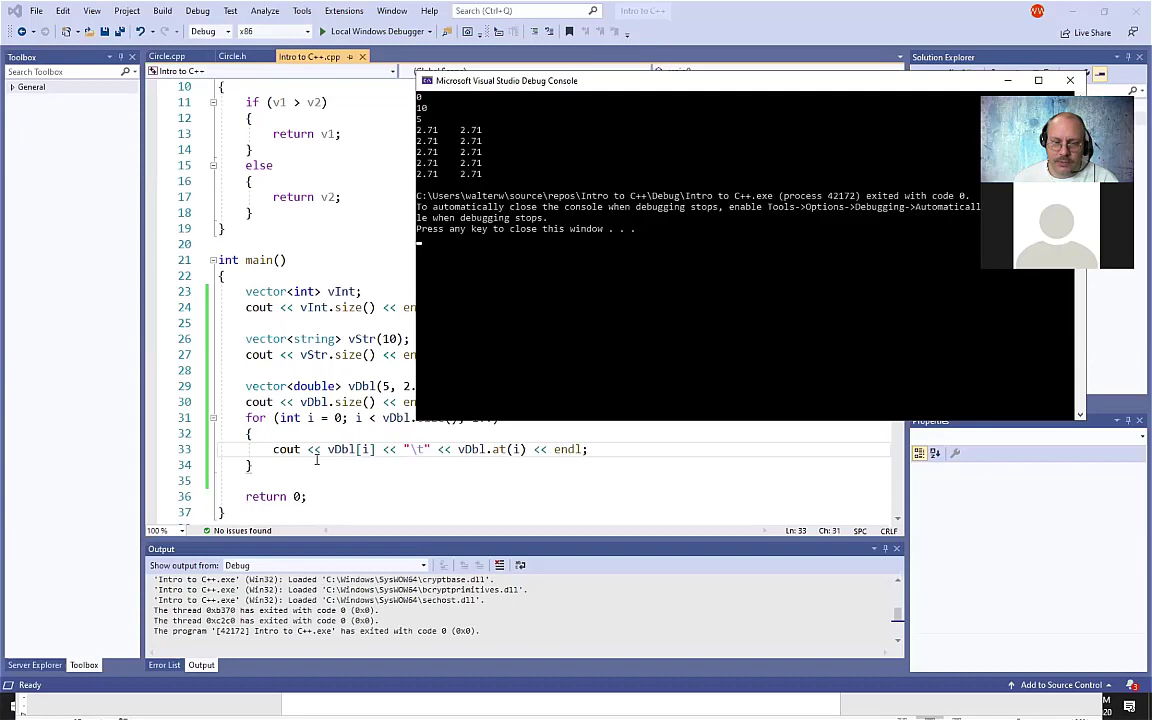 File Edit View Project Build Debug Test Analyze Tools Extensions Window Help Search (Ctrl+Q) Intro to C++ WW
Debug x86 Local Windows Debugger Live Share
Toolbox
Search Toolbox
General
Circle.cpp Circle.h Intro to C++.cpp
Intro to C++
10 {
11 if (v1 > v2)
12 {
13 return v1;
14 }
15 else
16 {
17 return v2;
18 }
19 }
20
21 int main()
22 {
23 vector<int> vInt;
24 cout << vInt.size() << en
25
26 vector<string> vStr(10);
27 cout << vStr.size() << en
28
29 vector<double> vDbl(5, 2.
30 cout << vDbl.size() << en
31 for (int i = 0; i < vDbl.
32 {
33 cout << vDbl[i] << "\t" << vDbl.at(i) << endl;
34 }
35
36 return 0;
37 }
Microsoft Visual Studio Debug Console
0
10
5
2.71 2.71
2.71 2.71
2.71 2.71
2.71 2.71
2.71 2.71
C:\Users\walterw\source\repos\Intro to C++\Debug\Intro to C++.exe (process 42172) exited with code 0.
To automatically close the console when debugging stops, enable Tools->Options->Debugging->Automaticall
le when debugging stops.
Press any key to close this window . . .
Solution Explorer
Properties
100 % No issues found Ln: 33 Ch: 31 SPC CRLF
Output
Show output from: Debug
'Intro to C++.exe' (Win32): Loaded 'C:\Windows\SysWOW64\cryptbase.dll'.
'Intro to C++.exe' (Win32): Loaded 'C:\Windows\SysWOW64\bcryptprimitives.dll'.
'Intro to C++.exe' (Win32): Loaded 'C:\Windows\SysWOW64\sechost.dll'.
The thread 0xb370 has exited with code 0 (0x0).
The thread 0xc2c0 has exited with code 0 (0x0).
The program '[42172] Intro to C++.exe' has exited with code 0 (0x0).
Server Explorer Toolbox Error List Output
Ready Add to Source Control 3
M
20